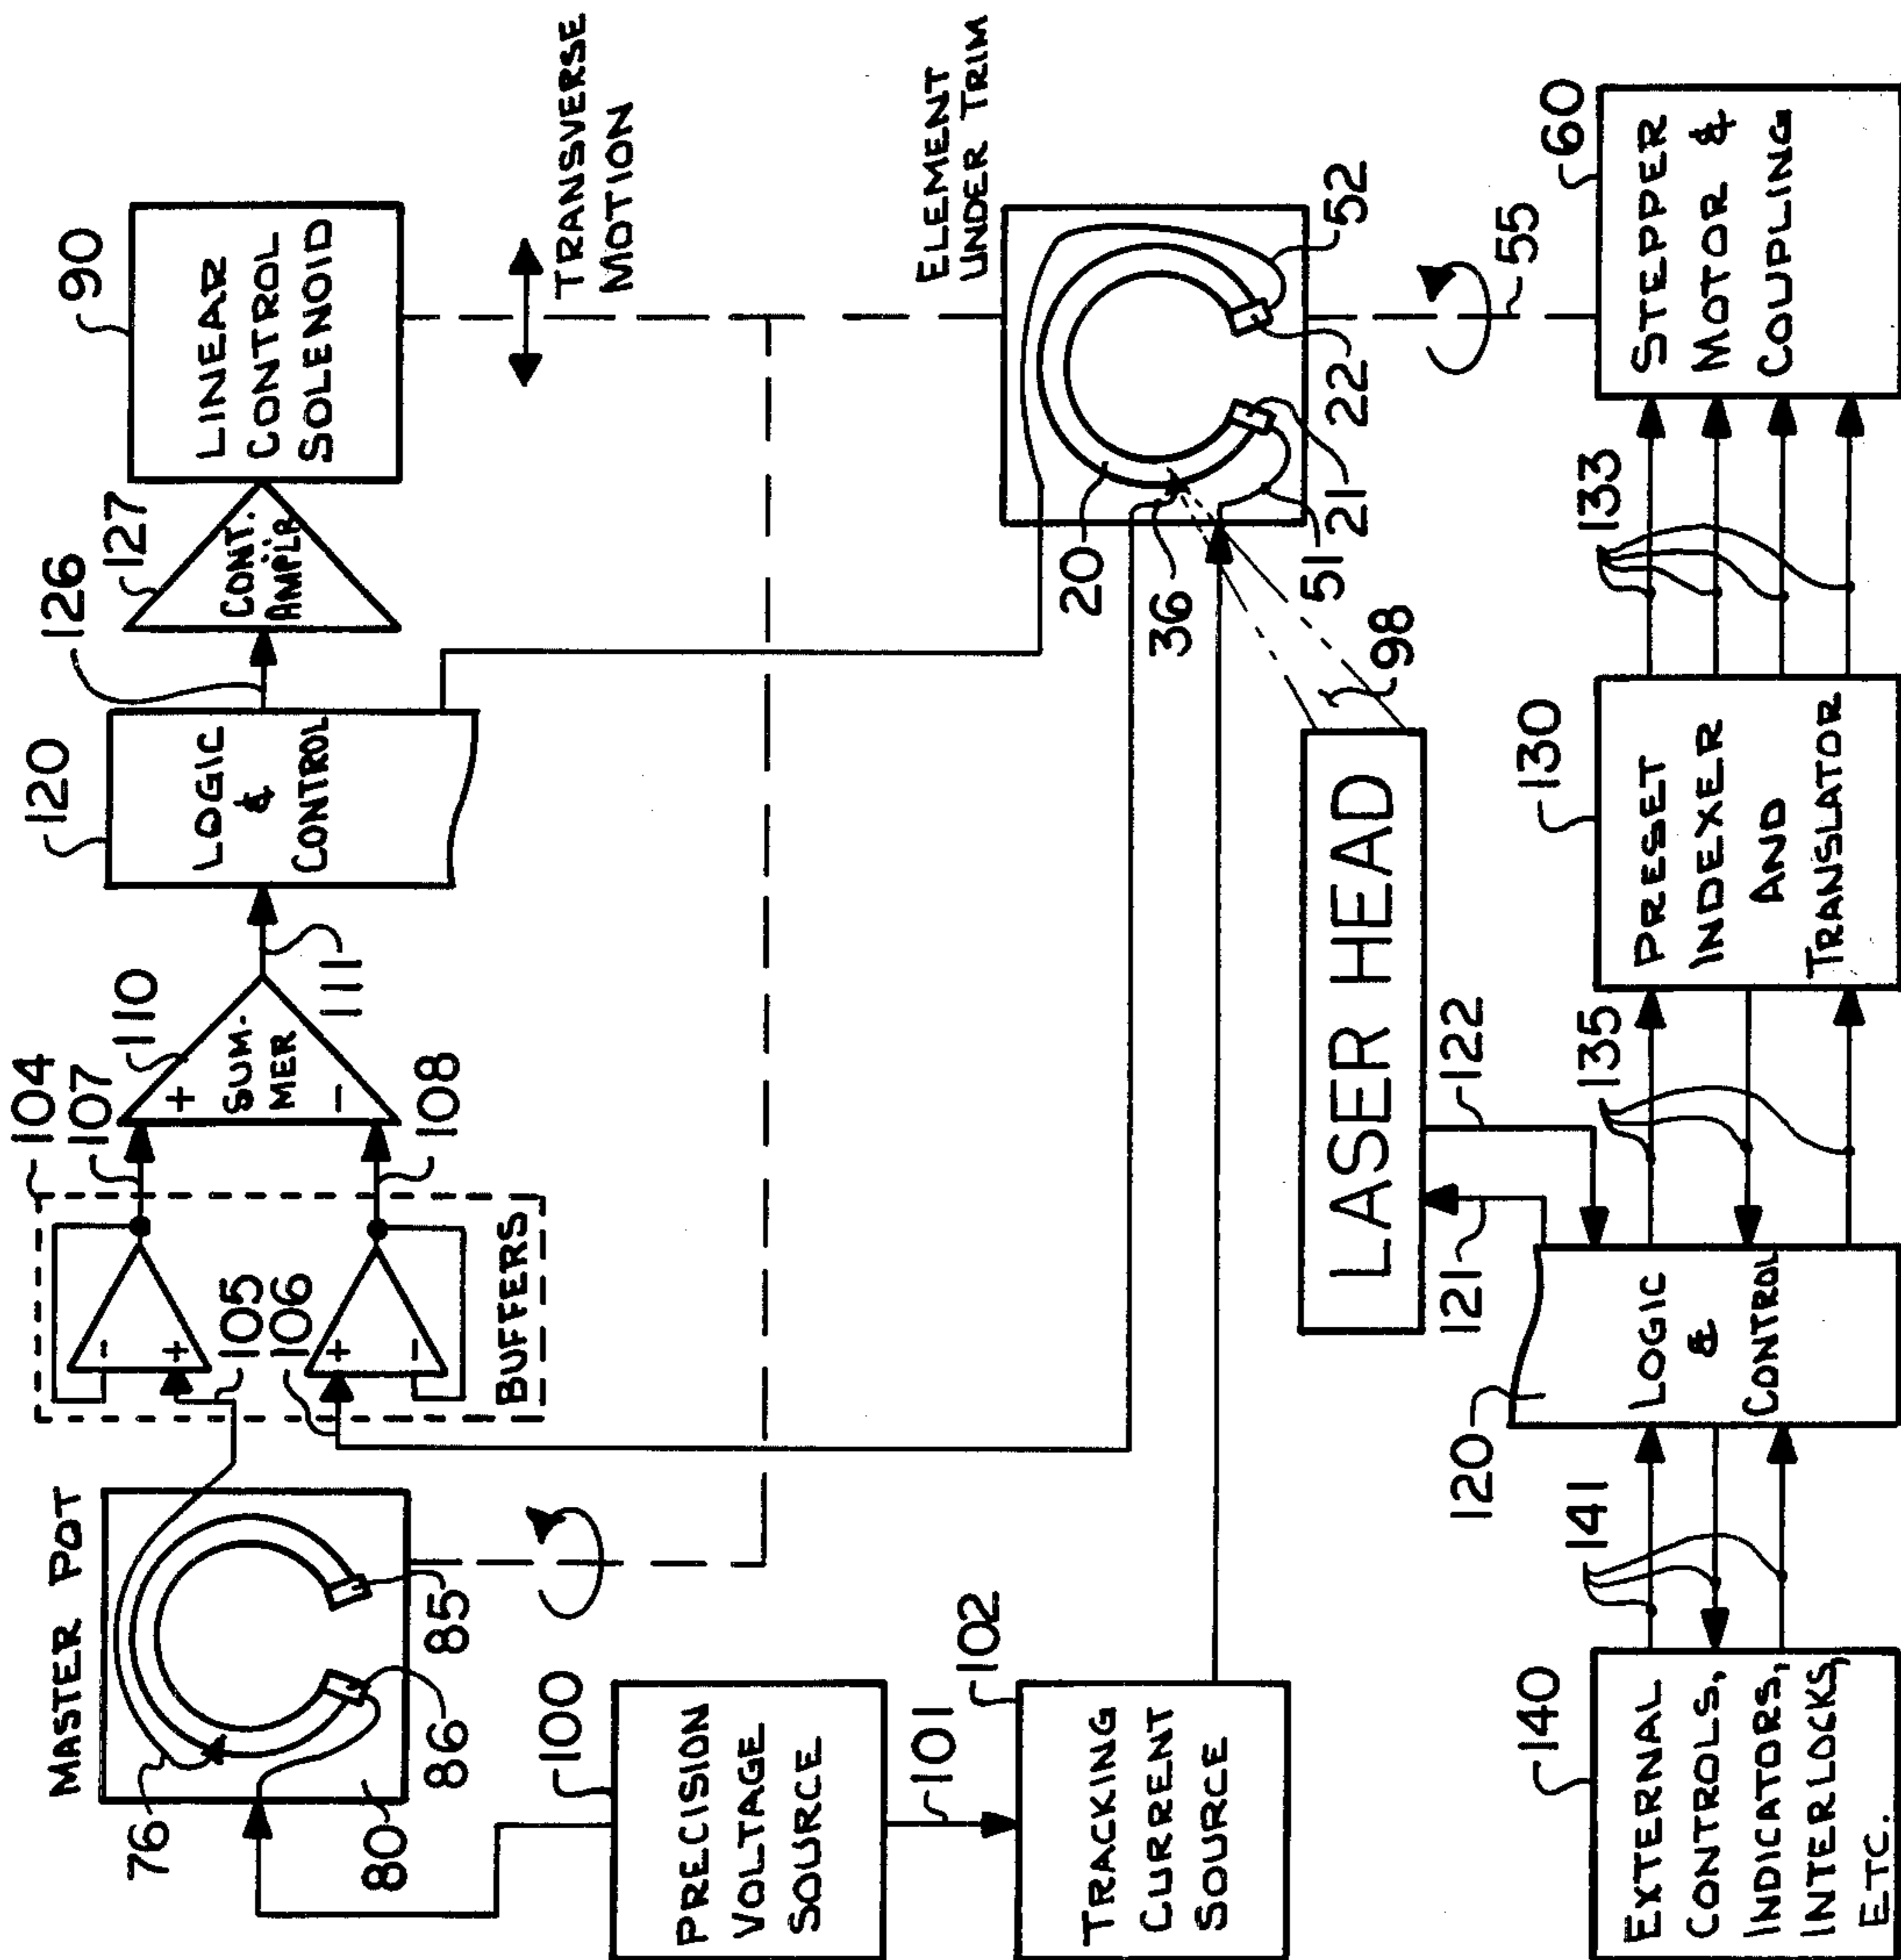 MASTER POT
76
80
86
85
104
107
105
106
108
BUFFERS
110
+
SUM-
MER
-
111
120
LOGIC
&
CONTROL
126
127
CONT.
AMPLR
90
LINEAR
CONTROL
SOLENOID
TRANSVERSE
MOTION
100
PRECISION
VOLTAGE
SOURCE
101
102
TRACKING
CURRENT
SOURCE
ELEMENT
UNDER TRIM
20
36
51
21
22
52
55
98
LASER HEAD
121
122
140
EXTERNAL
CONTROLS,
INDICATORS,
INTERLOCKS,
ETC.
141
120
LOGIC
&
CONTROL
135
130
PRESET
INDEXER
AND
TRANSLATOR
133
60
STEPPER
MOTOR &
COUPLING
-
+
+
-